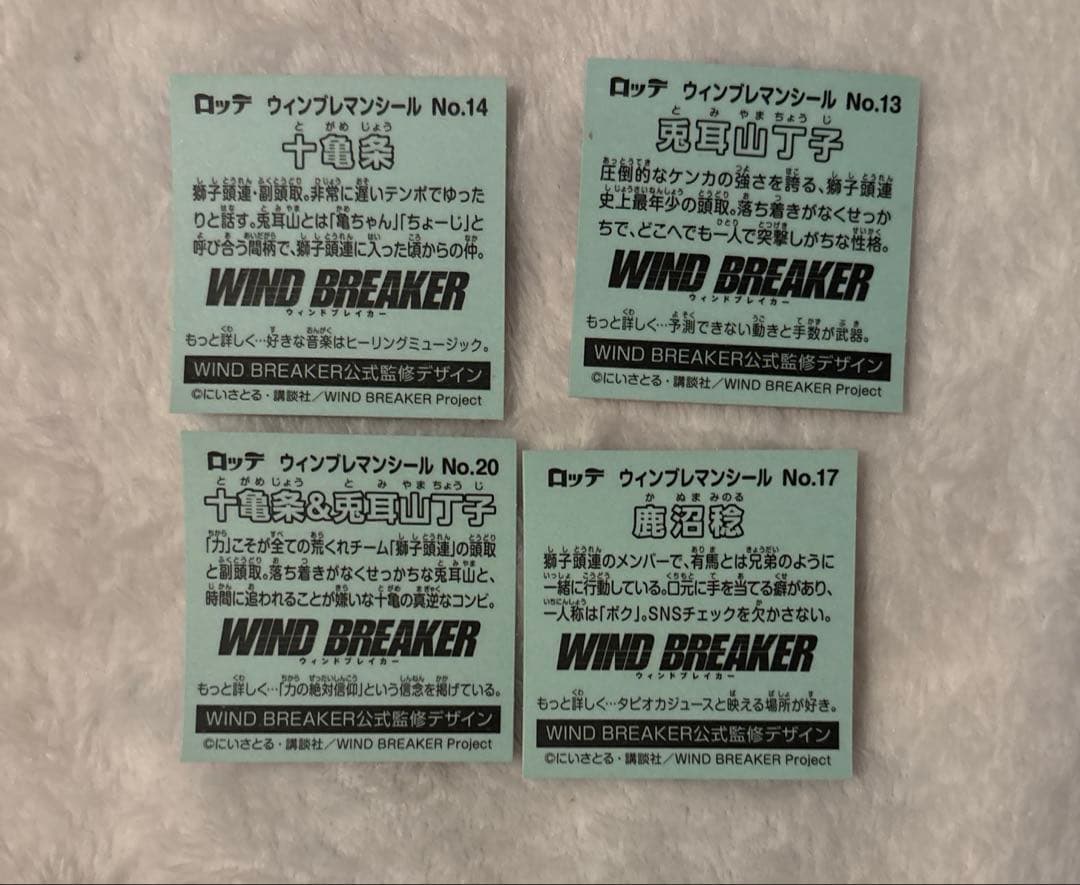 ロッテ ウィンブレマンシール No.14
とがめ じょう
十亀条
獅子頭連・副頭取。非常に遅いテンポでゆった
りと話す。兎耳山とは「亀ちゃん」「ちょーじ」と
呼び合う間柄で、獅子頭連に入った頃からの仲。
WIND BREAKER
ウィンドブレイカー
もっと詳しく…好きな音楽はヒーリングミュージック。
WIND BREAKER公式監修デザイン
©にいさとる・講談社/WIND BREAKER Project
ロッテ ウィンブレマンシール No.13
とみやまちょうじ
兎耳山丁子
圧倒的なケンカの強さを誇る、獅子頭連
史上最年少の頭取。落ち着きがなくせっか
ちで、どこへでも一人で突撃しがちな性格。
WIND BREAKER
ウィンドブレイカー
もっと詳しく…予測できない動きと手数が武器。
WIND BREAKER公式監修デザイン
©にいさとる・講談社/WIND BREAKER Project
ロッテ ウィンブレマンシール No.20
とがめじょう とみやまちょうじ
十亀条&兎耳山丁子
「力」こそが全ての荒くれチーム「獅子頭連」の頭取
と副頭取。落ち着きがなくせっかちな兎耳山と、
時間に追われることが嫌いな十亀の真逆なコンビ。
WIND BREAKER
ウィンドブレイカー
もっと詳しく…「力の絶対信仰」という信念を掲げている。
WIND BREAKER公式監修デザイン
©にいさとる・講談社/WIND BREAKER Project
ロッテ ウィンブレマンシール No.17
かぬまみのる
鹿沼稔
獅子頭連のメンバーで、有馬とは兄弟のように
一緒に行動している。口元に手を当てる癖があり、
一人称は「ボク」。SNSチェックを欠かさない。
WIND BREAKER
ウィンドブレイカー
もっと詳しく…タピオカジュースと映える場所が好き。
WIND BREAKER公式監修デザイン
©にいさとる・講談社/WIND BREAKER Project